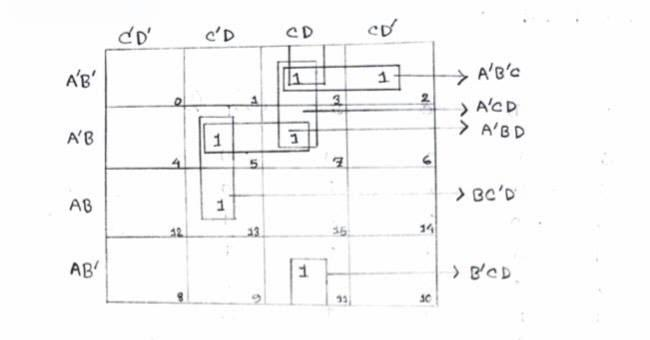 C'D' C'D CD CD'
A'B' 1 1 A'B'C
0 1 3 2
A'CD
A'B 1 1 A'BD
4 5 7 6
AB 1 BC'D
12 13 15 14
AB' 1 B'CD
8 9 11 10